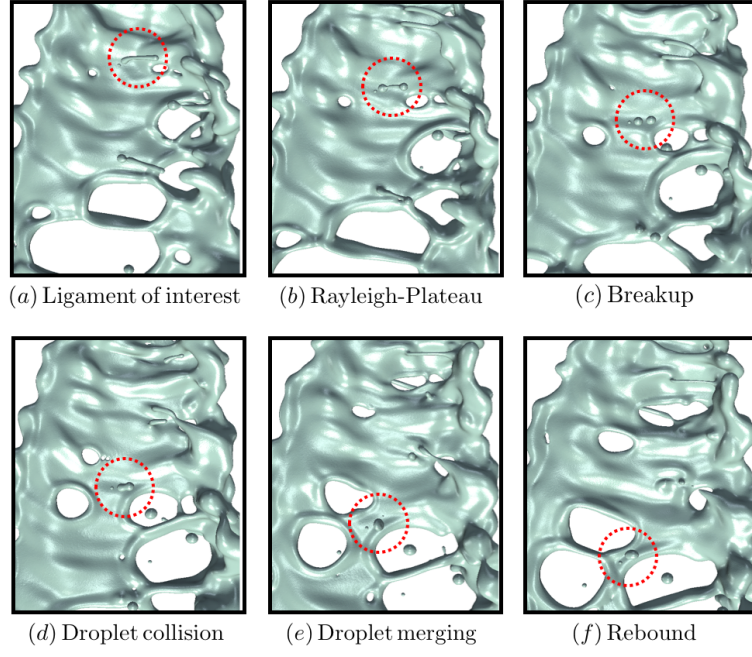 (a) Ligament of interest
(b) Rayleigh-Plateau
(c) Breakup
(d) Droplet collision
(e) Droplet merging
(f) Rebound